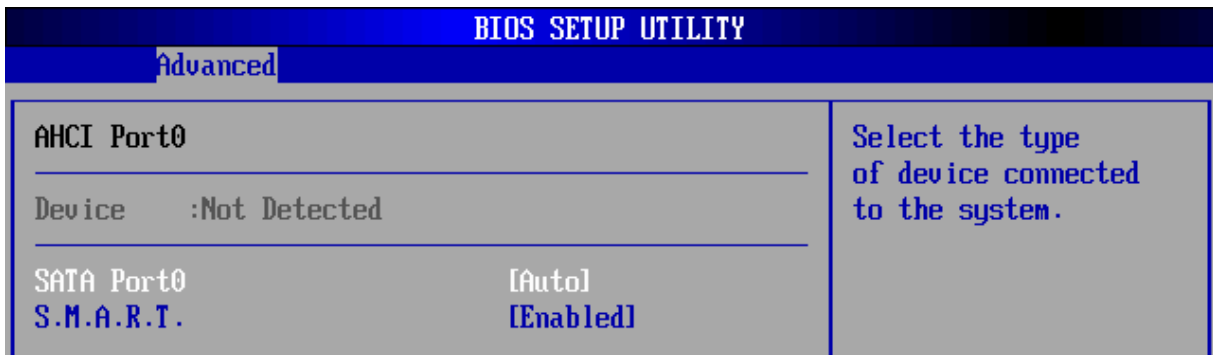 BIOS SETUP UTILITY
Advanced
AHCI Port0
Device :Not Detected
SATA Port0 [Auto]
S.M.A.R.T. [Enabled]
Select the type
of device connected
to the system.